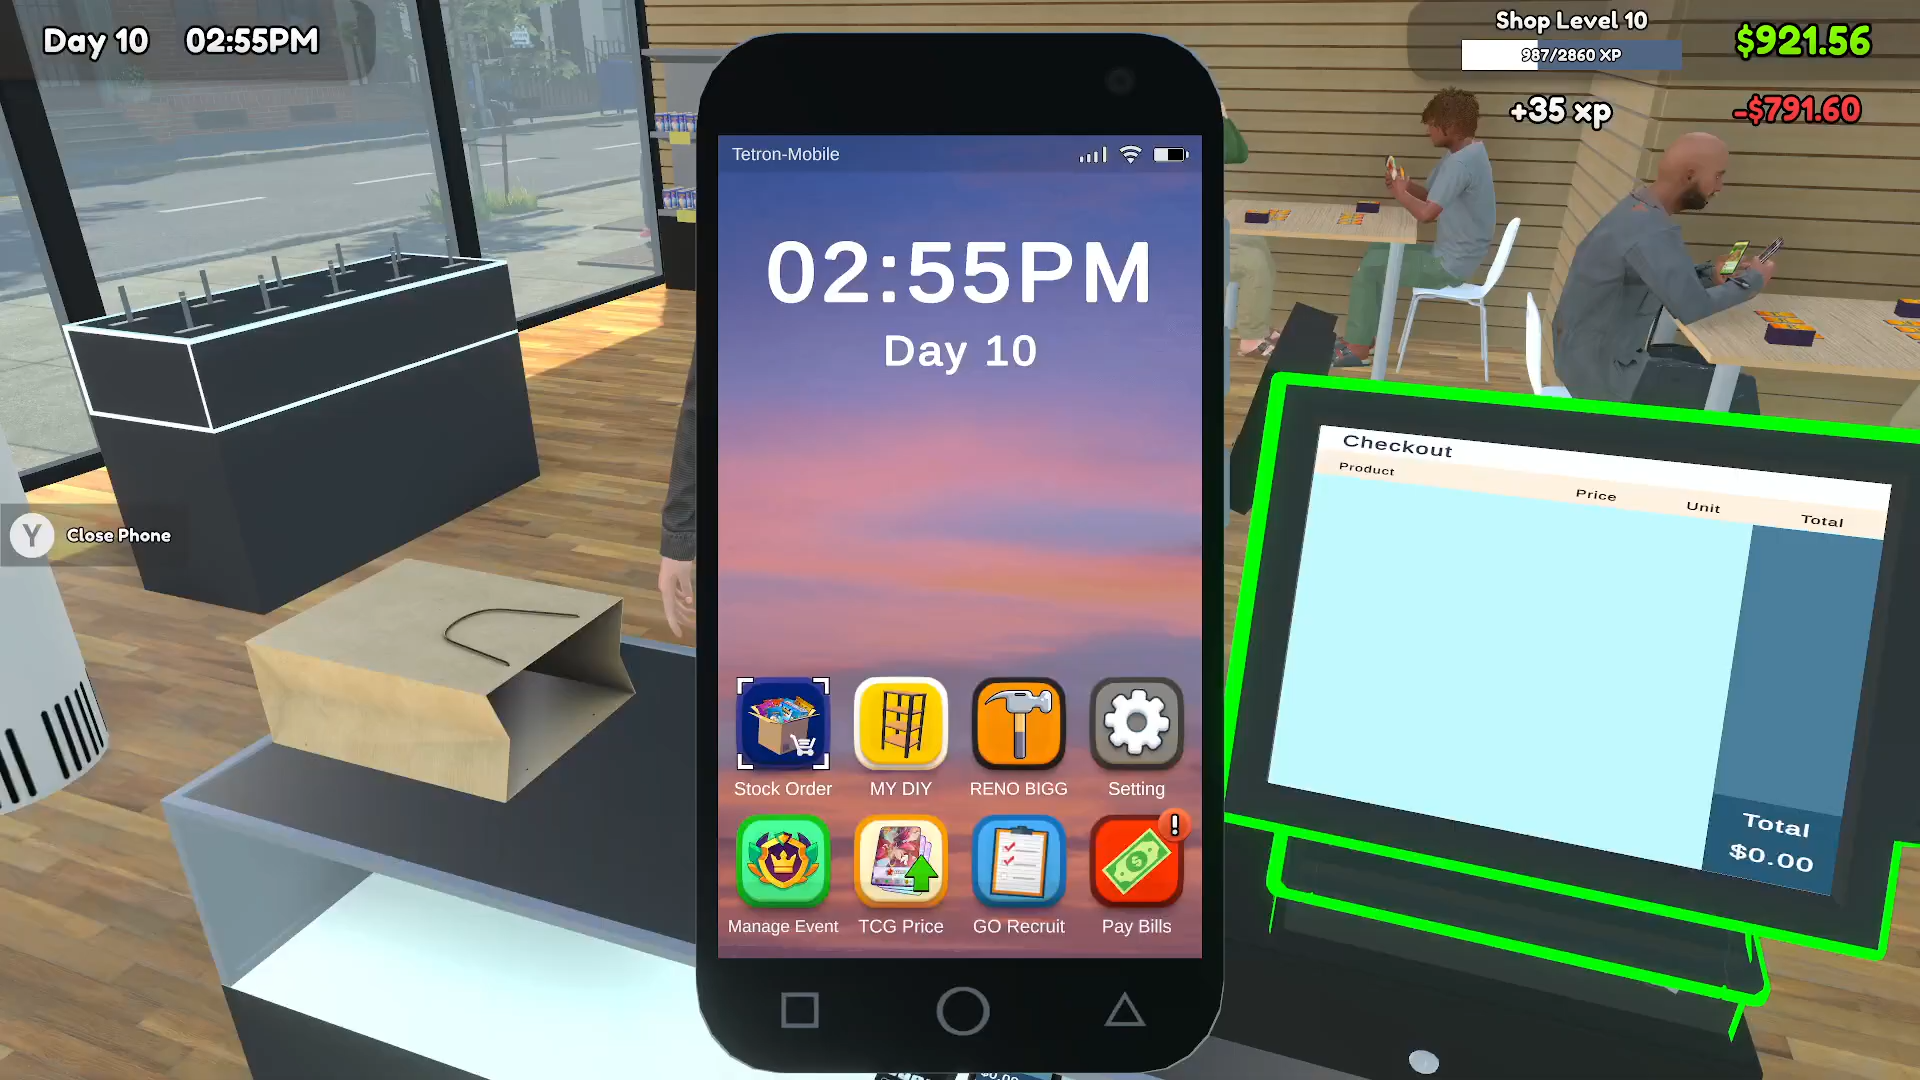 Day 10 02:55PM
Shop Level 10
987/2860 XP
$921.56
+35 xp
-$791.60
Tetron-Mobile
02:55PM
Day 10
Y Close Phone
Stock Order
MY DIY
RENO BIGG
Setting
Manage Event
TCG Price
GO Recruit
Pay Bills
Checkout
Product Price Unit Total
Total
$0.00